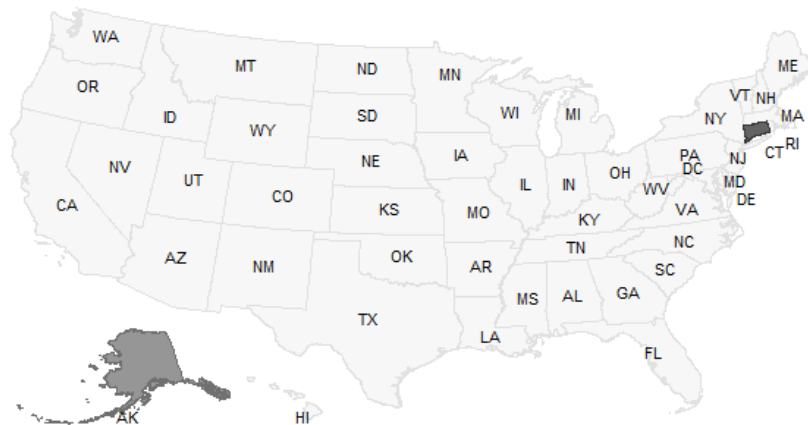 WA
MT
ND
MN
ME
OR
ID
SD
WI
MI
VT
NH
MA
WY
NY
CT
RI
NV
UT
CO
NE
IA
IL
IN
OH
PA
NJ
DC
MD
DE
WV
VA
CA
KS
MO
KY
NC
AZ
NM
OK
AR
TN
SC
TX
MS
AL
GA
LA
FL
AK
HI